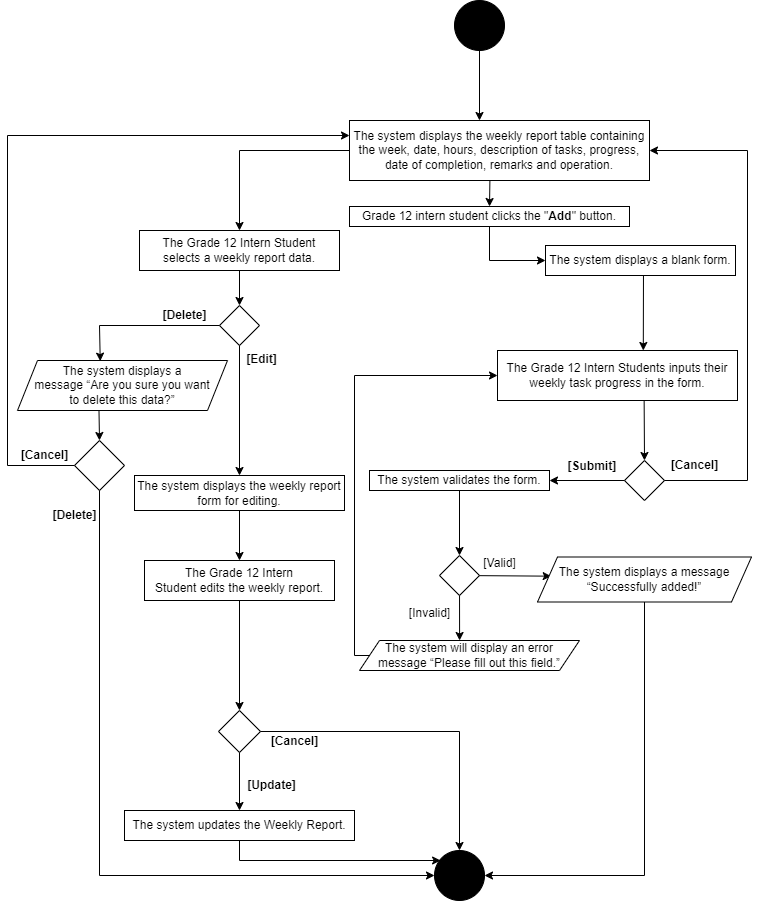 The system displays the weekly report table containing
the week, date, hours, description of tasks, progress,
date of completion, remarks and operation.
Grade 12 intern student clicks the "Add" button.
The Grade 12 Intern Student
selects a weekly report data.
The system displays a blank form.
[Delete]
[Edit]
The system displays a
message “Are you sure you want
to delete this data?”
The Grade 12 Intern Students inputs their
weekly task progress in the form.
[Cancel]
[Submit]
[Cancel]
The system displays the weekly report
form for editing.
The system validates the form.
[Delete]
[Valid]
The system displays a message
“Successfully added!”
The Grade 12 Intern
Student edits the weekly report.
[Invalid]
The system will display an error
message “Please fill out this field.”
[Cancel]
[Update]
The system updates the Weekly Report.